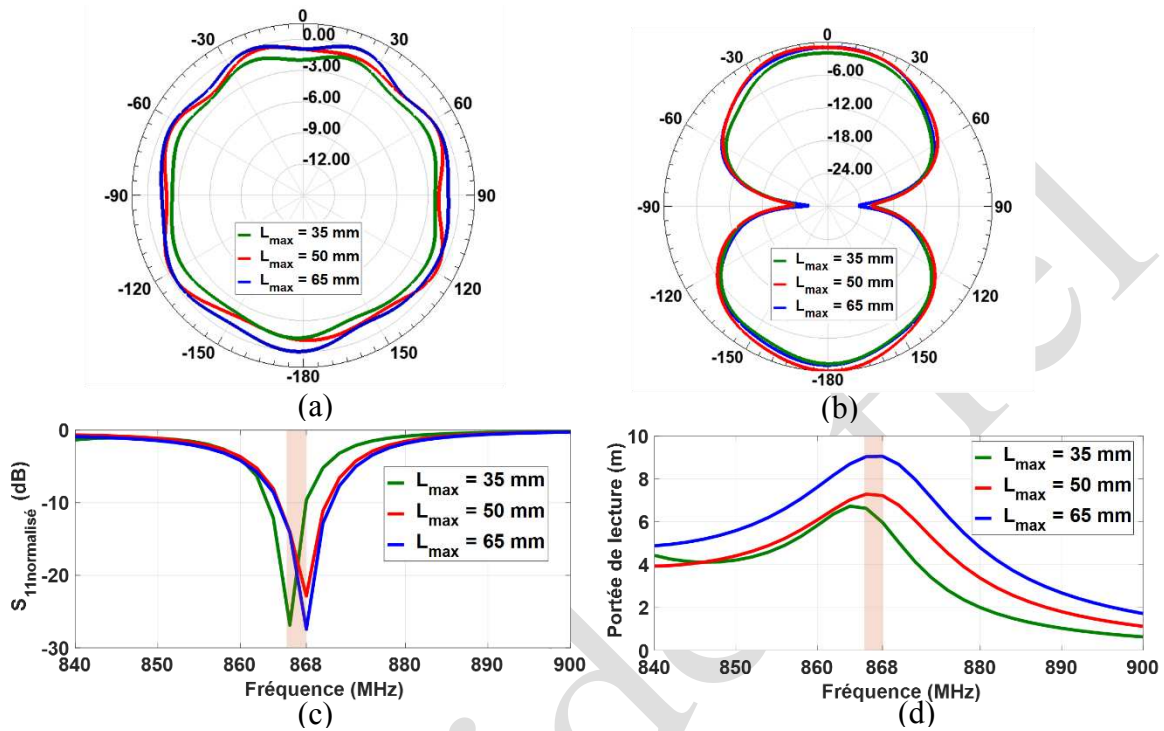 0
0.00
-30
30
-3.00
-60
-6.00
60
-9.00
-12.00
-90
90
L_max = 35 mm
L_max = 50 mm
L_max = 65 mm
-120
120
-150
150
-180
(a)
0
-30
30
-6.00
-12.00
-60
60
-18.00
-24.00
-90
90
L_max = 35 mm
L_max = 50 mm
L_max = 65 mm
-120
120
-150
150
-180
(b)
0
-10
-20
-30
S_11normalisé (dB)
L_max = 35 mm
L_max = 50 mm
L_max = 65 mm
840 850 860 868 880 890 900
Fréquence (MHz)
(c)
10
8
6
4
2
0
Portée de lecture (m)
L_max = 35 mm
L_max = 50 mm
L_max = 65 mm
840 850 860 868 880 890 900
Fréquence (MHz)
(d)